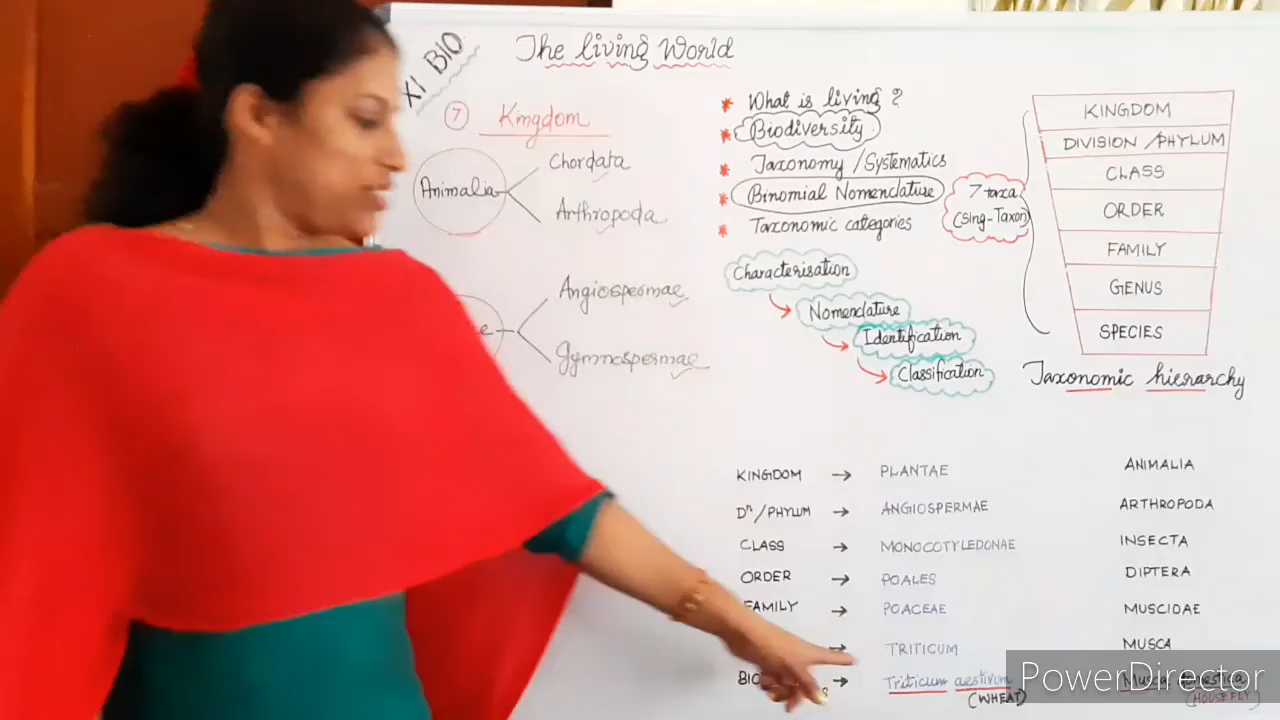 XI BIO
The living World
7 Kingdom
Animalia
Chordata
Arthropoda
Angiospermae
Gymnospermae
* What is living ?
* Biodiversity
* Taxonomy / Systematics
* Binomial Nomenclature
* Taxonomic categories
Characterisation
Nomenclature
Identification
Classification
7 taxa
(Sing-Taxon)
KINGDOM
DIVISION / PHYLUM
CLASS
ORDER
FAMILY
GENUS
SPECIES
Taxonomic hierarchy
KINGDOM → PLANTAE ANIMALIA
Dn / PHYLUM → ANGIOSPERMAE ARTHROPODA
CLASS → MONOCOTYLEDONAE INSECTA
ORDER → POALES DIPTERA
FAMILY → POACEAE MUSCIDAE
→ TRITICUM MUSCA
→ Triticum aestivum Musca
(WHEAT) (HOUSEFLY)
PowerDirector